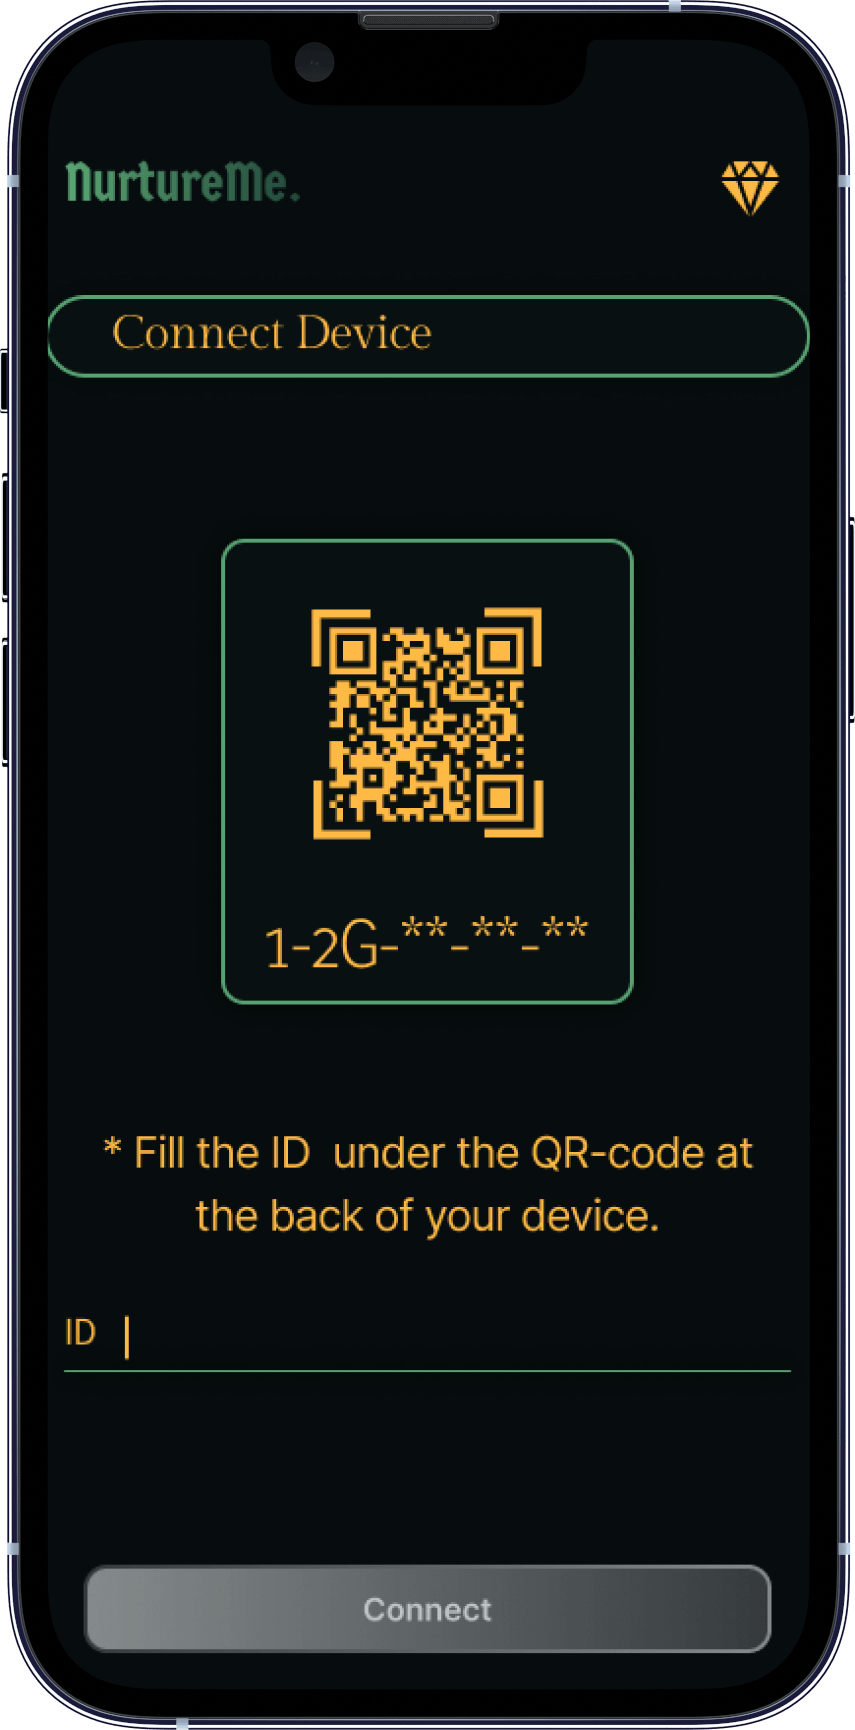 NurtureMe.
Connect Device
1-2G-**-**-**
* Fill the ID  under the QR-code at
the back of your device.
ID
Connect